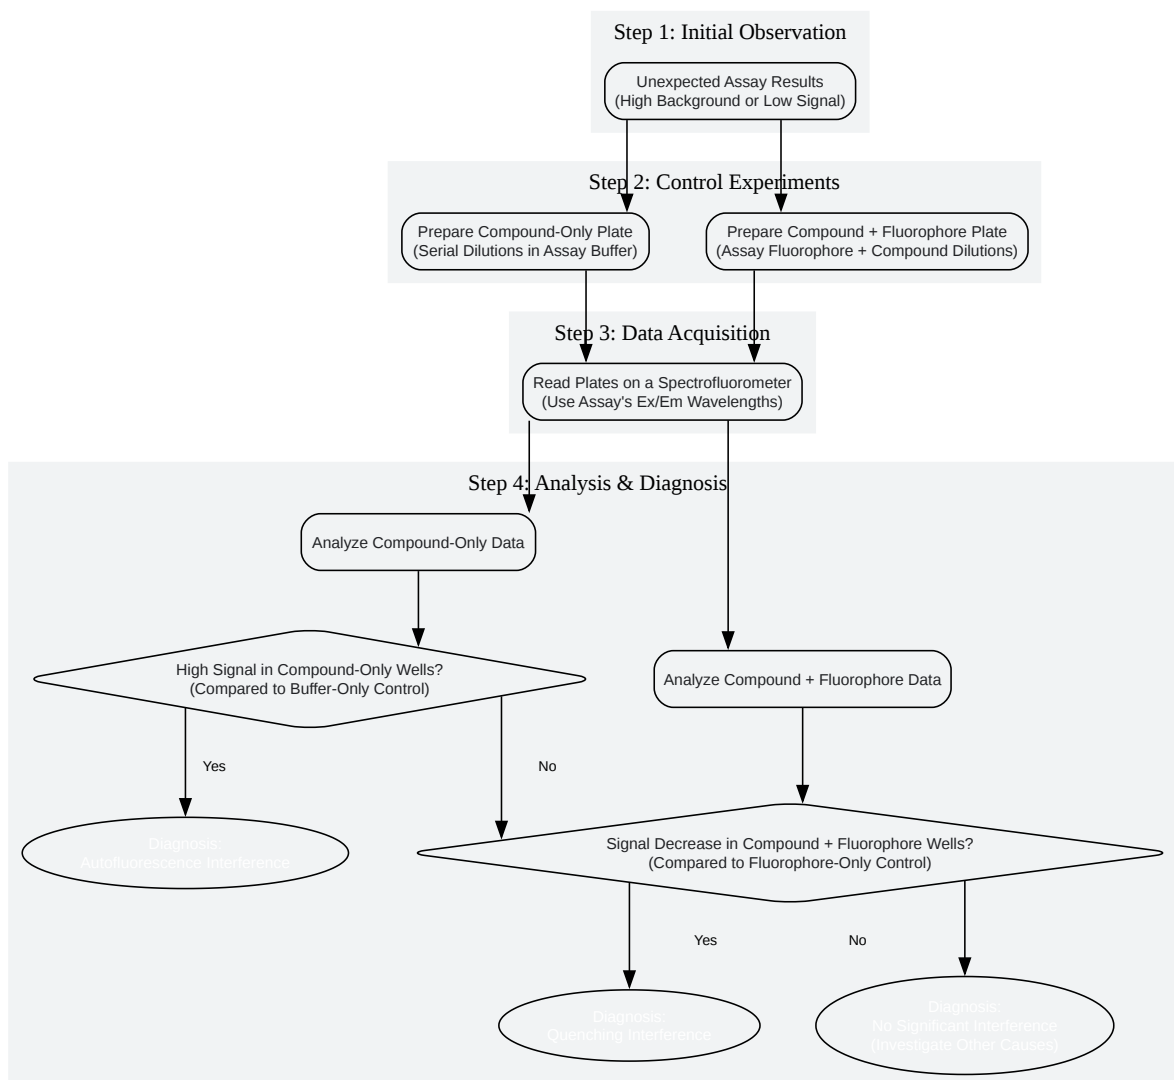 Step 1: Initial Observation
Unexpected Assay Results
(High Background or Low Signal)
Step 2: Control Experiments
Prepare Compound-Only Plate
(Serial Dilutions in Assay Buffer)
Prepare Compound + Fluorophore Plate
(Assay Fluorophore + Compound Dilutions)
Step 3: Data Acquisition
Read Plates on a Spectrofluorometer
(Use Assay's Ex/Em Wavelengths)
Step 4: Analysis & Diagnosis
Analyze Compound-Only Data
High Signal in Compound-Only Wells?
(Compared to Buffer-Only Control)
Analyze Compound + Fluorophore Data
Yes
No
Diagnosis:
Autofluorescence Interference
Signal Decrease in Compound + Fluorophore Wells?
(Compared to Fluorophore-Only Control)
Yes
No
Diagnosis:
Quenching Interference
Diagnosis:
No Significant Interference
(Investigate Other Causes)